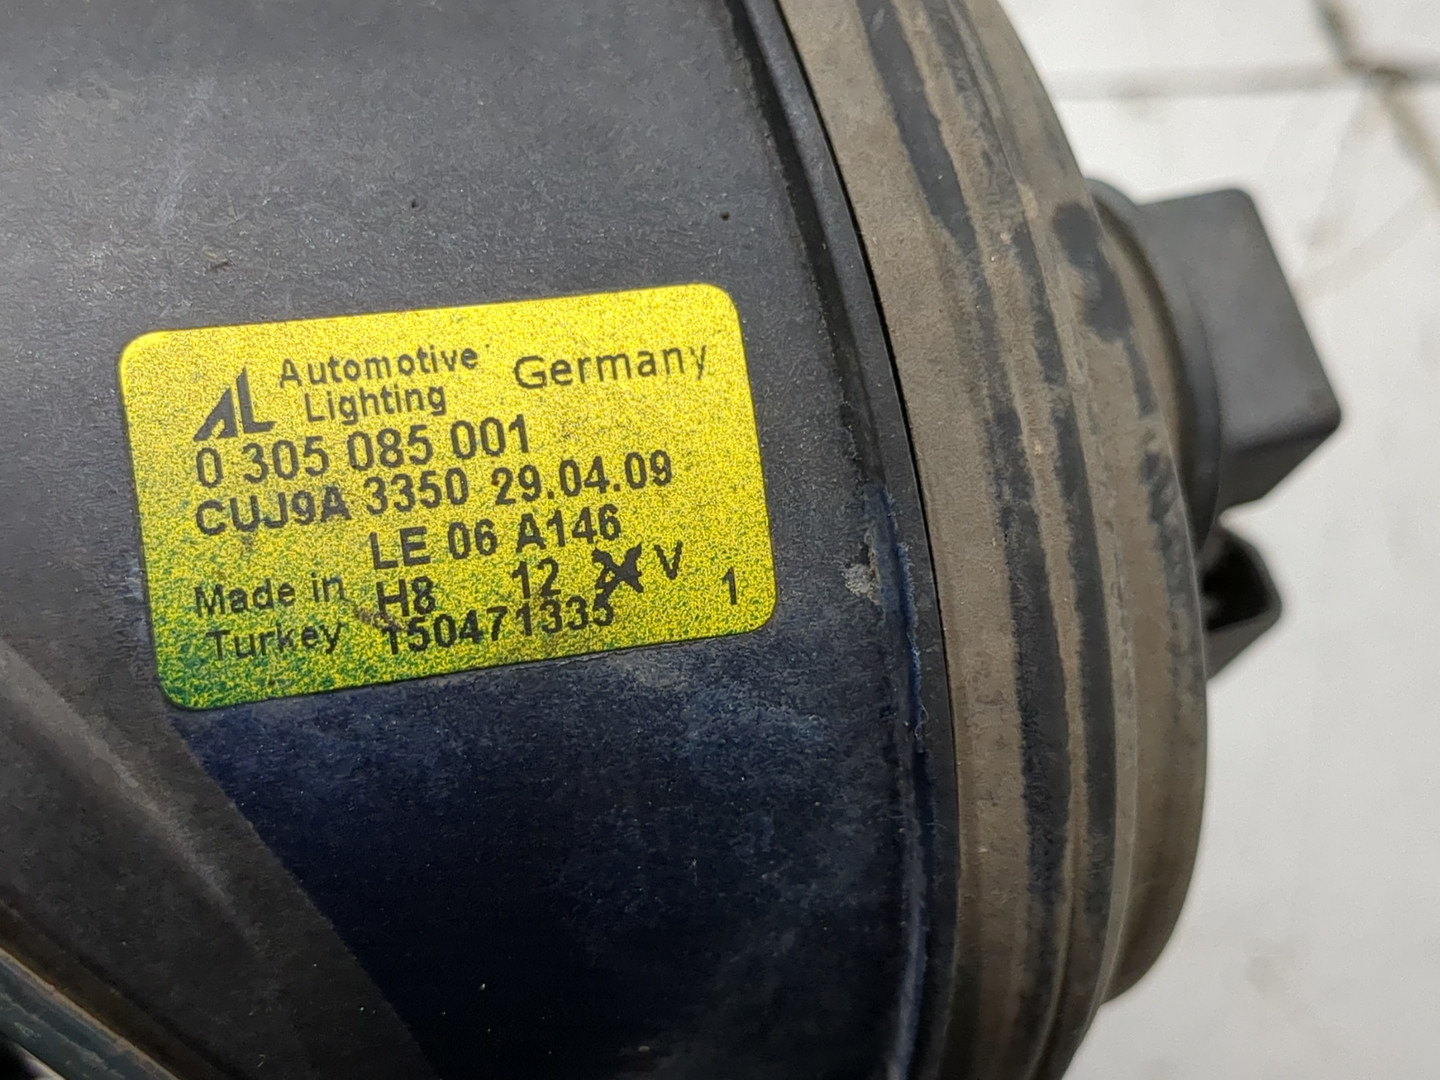 AL Automotive Lighting Germany
0 305 085 001
CUJ9A 3350 29.04.09
LE 06 A146
Made in Turkey H8 12 V
150471335 1